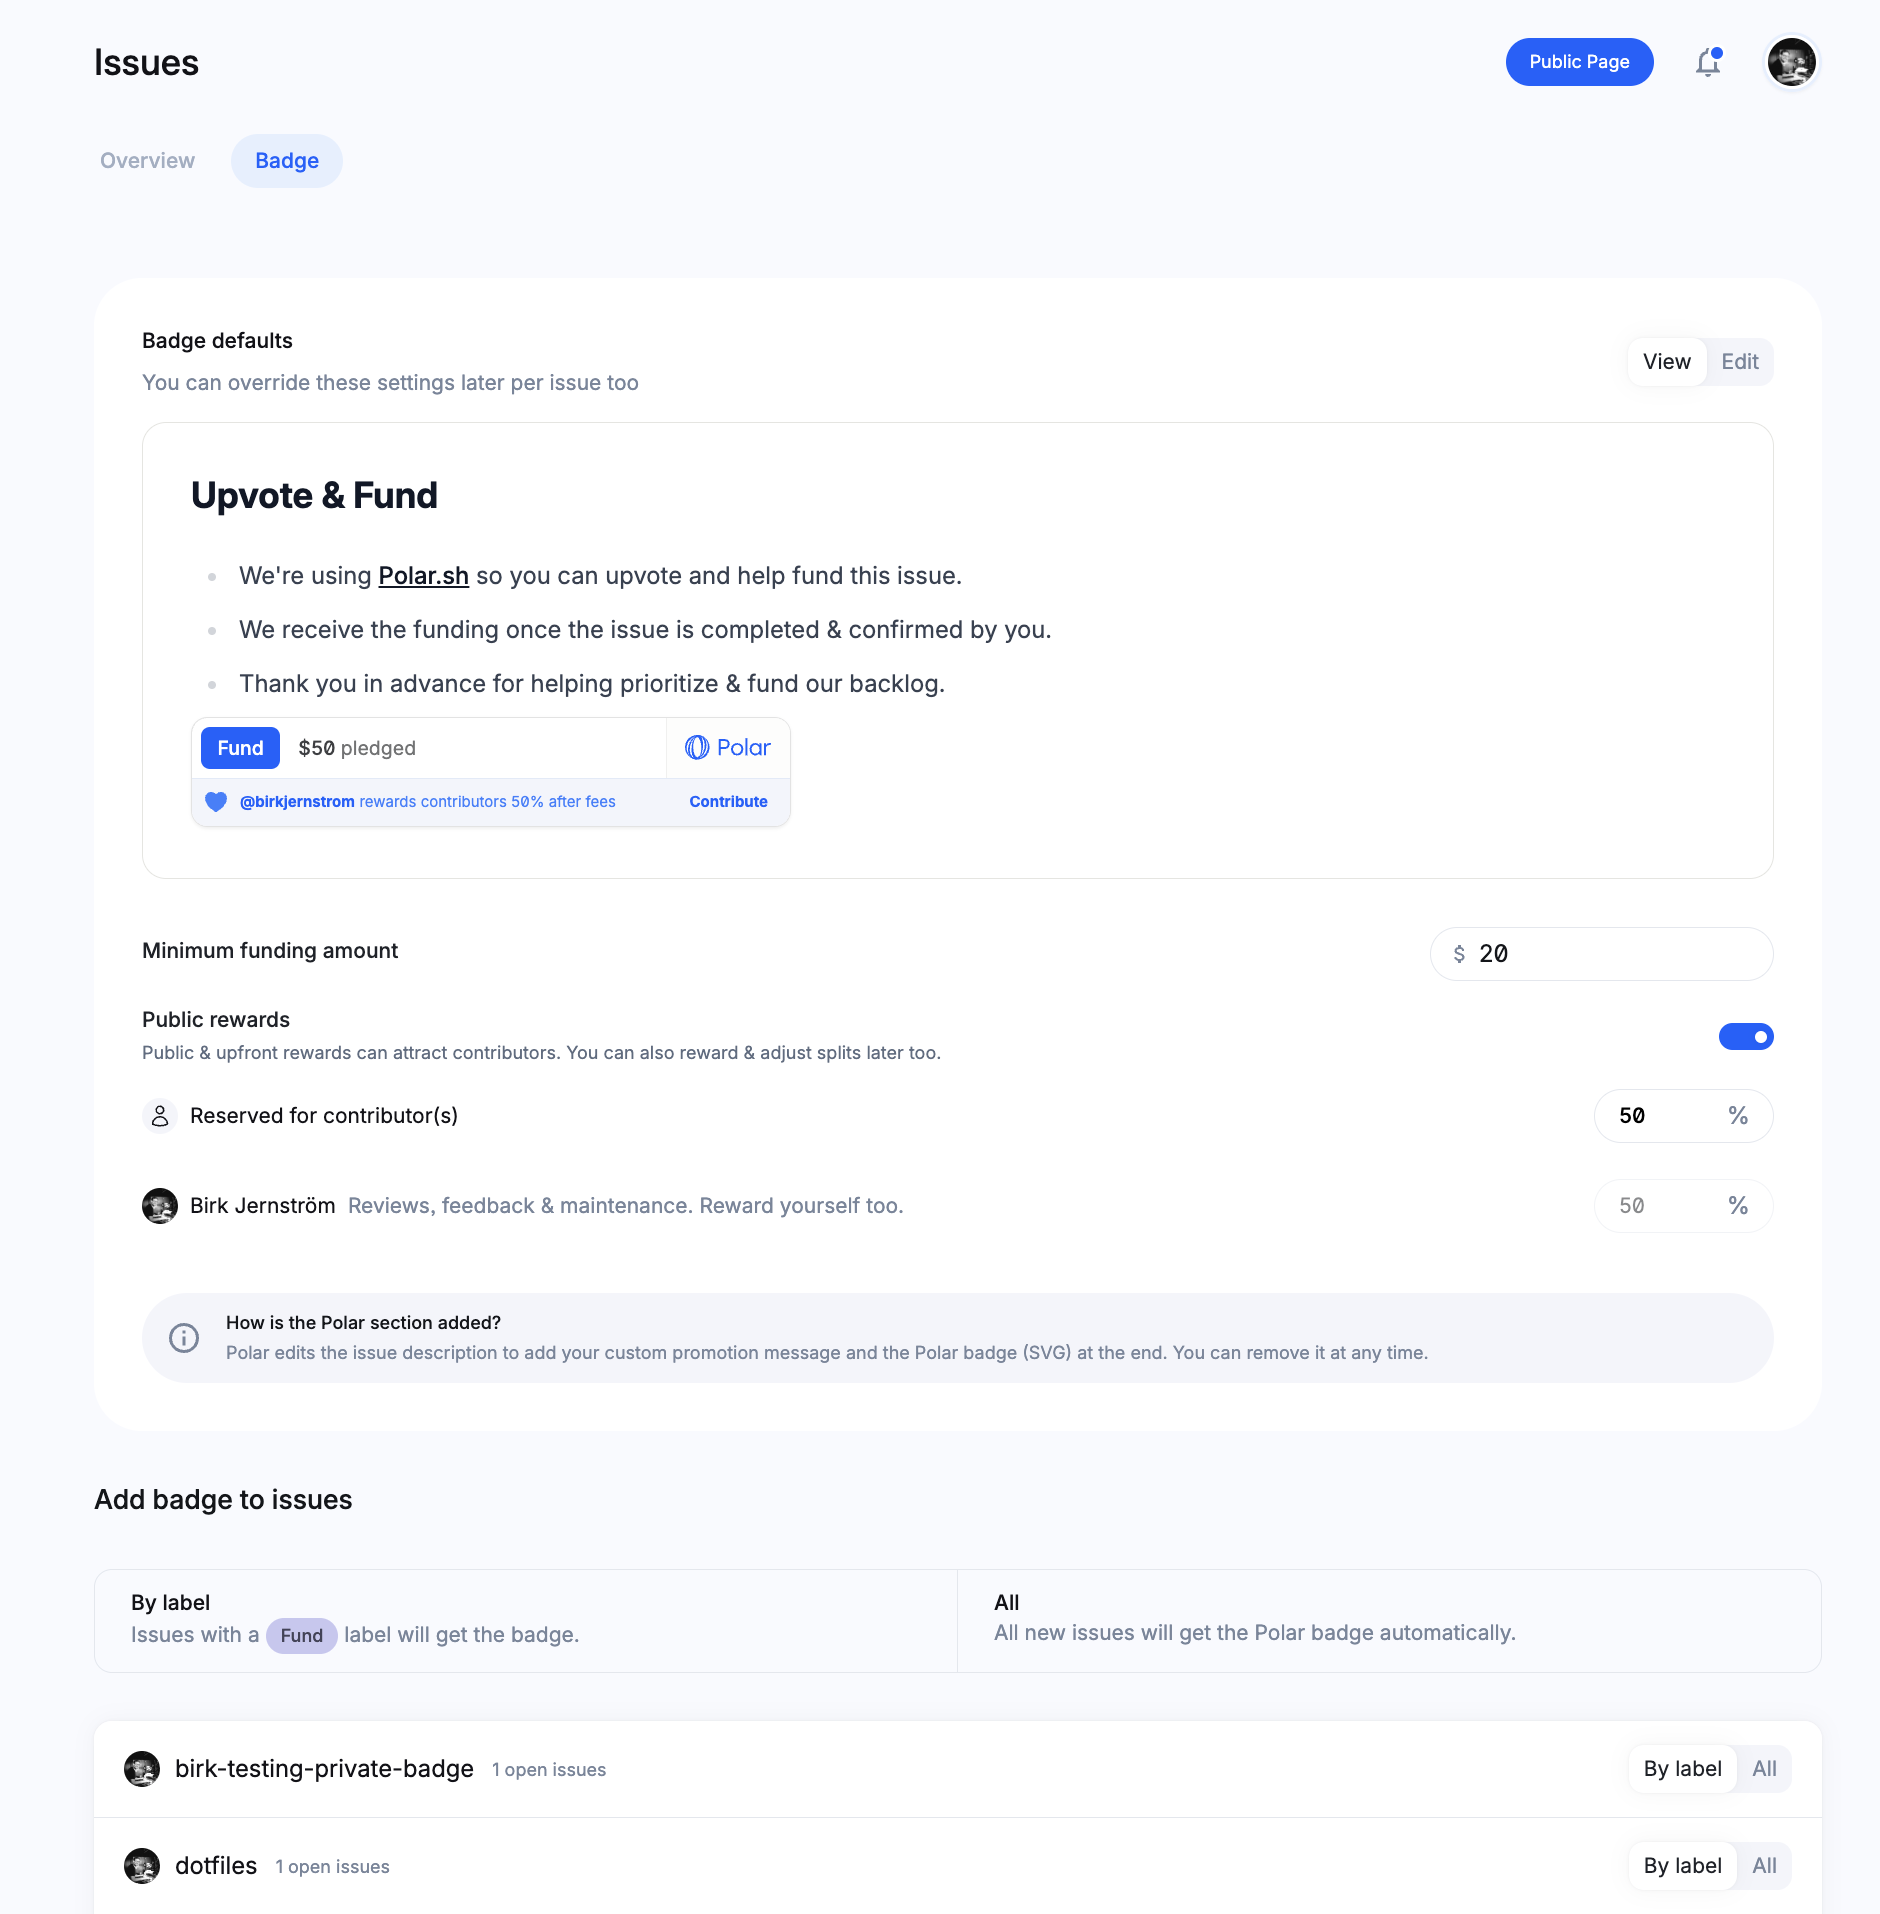 Issues
Public Page
Overview
Badge
Badge defaults
You can override these settings later per issue too
View
Edit
Upvote & Fund
We're using Polar.sh so you can upvote and help fund this issue.
We receive the funding once the issue is completed & confirmed by you.
Thank you in advance for helping prioritize & fund our backlog.
Fund
$50 pledged
Polar
@birkjernstrom rewards contributors 50% after fees
Contribute
Minimum funding amount
$ 20
Public rewards
Public & upfront rewards can attract contributors. You can also reward & adjust splits later too.
Reserved for contributor(s)
50 %
Birk Jernström Reviews, feedback & maintenance. Reward yourself too.
50 %
How is the Polar section added?
Polar edits the issue description to add your custom promotion message and the Polar badge (SVG) at the end. You can remove it at any time.
Add badge to issues
By label
Issues with a Fund label will get the badge.
All
All new issues will get the Polar badge automatically.
birk-testing-private-badge 1 open issues
By label
All
dotfiles 1 open issues
By label
All